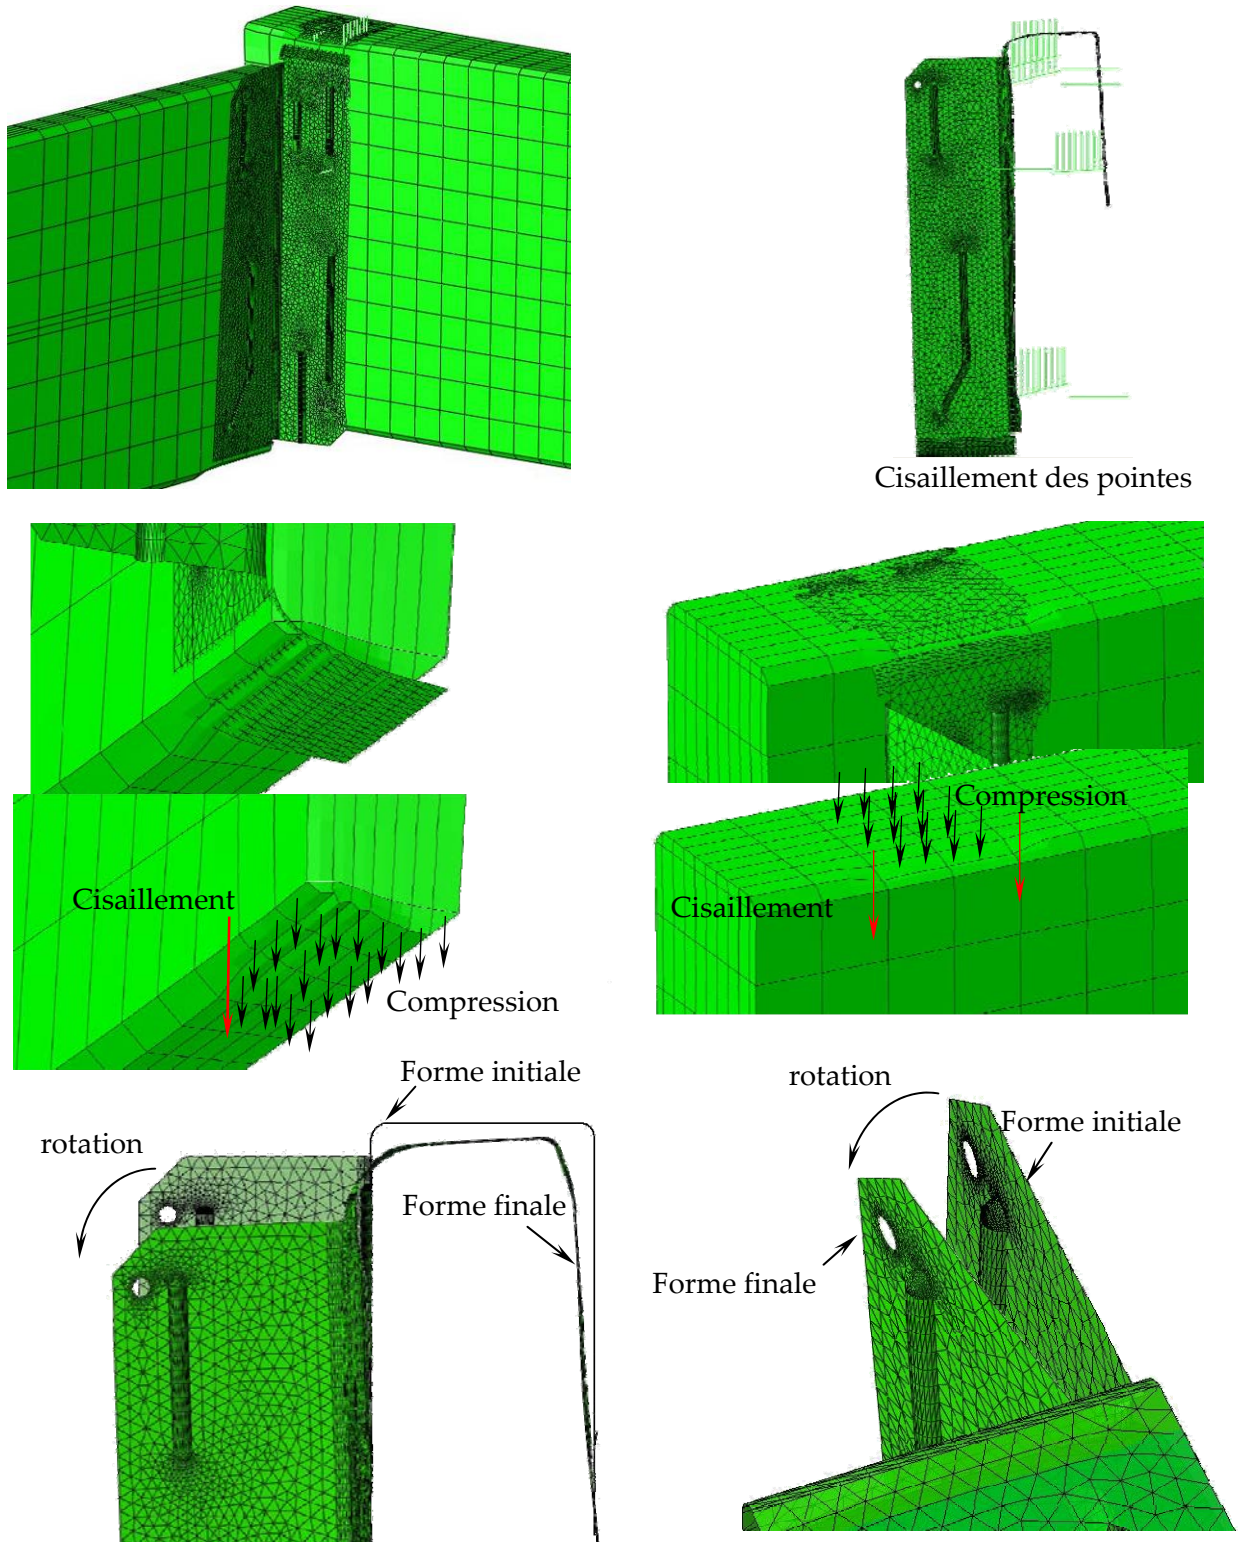 Cisaillement des pointes
Compression
Cisaillement
Cisaillement
Compression
Forme initiale
rotation
Forme finale
rotation
Forme initiale
Forme finale